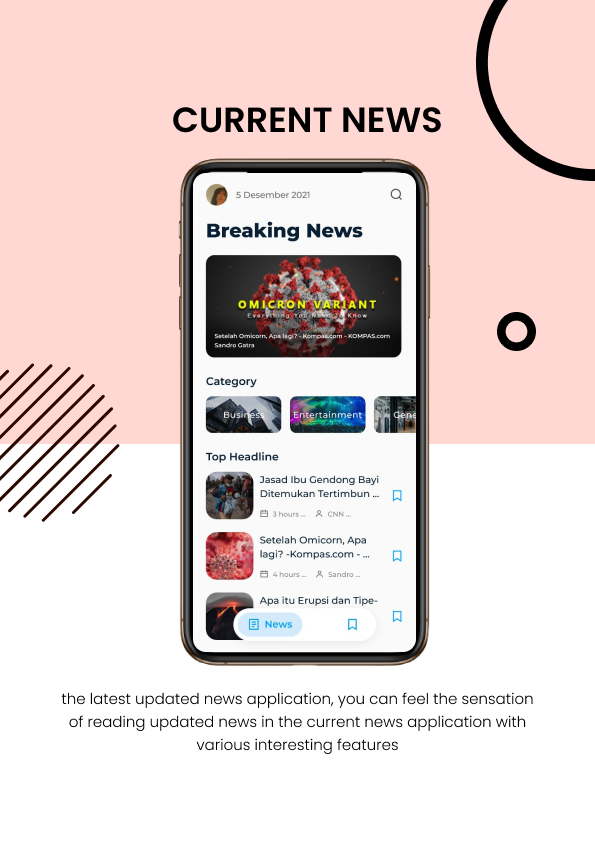 CURRENT NEWS
5 Desember 2021
Breaking News
OMICRON VARIANT
Everything You Need To Know
Setelah Omicron, Apa lagi? - Kompas.com - KOMPAS.com
Sandro Gatra
Category
Business
Entertainment
Gene
Top Headline
Jasad Ibu Gendong Bayi
Ditemukan Tertimbun ...
3 hours ...
CNN ...
Setelah Omicorn, Apa
lagi? -Kompas.com - ...
4 hours ...
Sandro ...
Apa itu Erupsi dan Tipe-
News
the latest updated news application, you can feel the sensation
of reading updated news in the current news application with
various interesting features